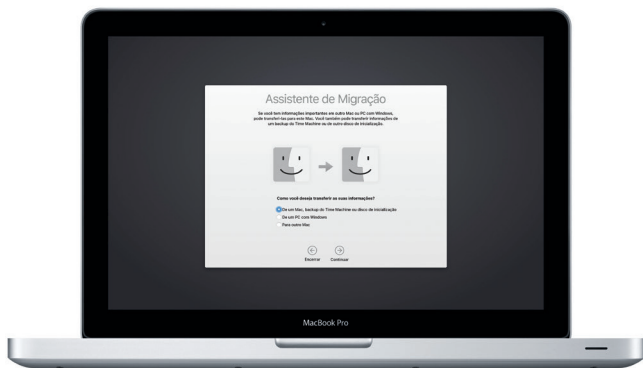 Assistente de Migração
Se você tem informações importantes em outro Mac ou PC com Windows,
pode transferi-las para este Mac. Você também pode transferir informações de
um backup do Time Machine ou de outro disco de inicialização.
Como você deseja transferir as suas informações?
De um Mac, backup do Time Machine ou disco de inicialização
De um PC com Windows
Para outro Mac
Encerrar Continuar
MacBook Pro